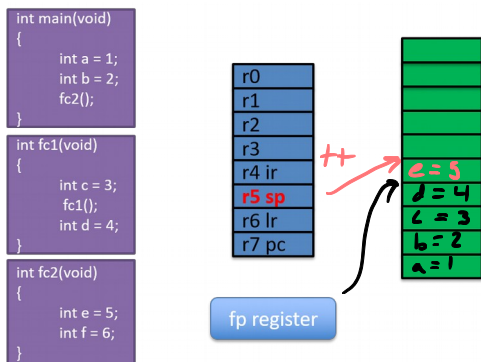 int main(void)
{
int a = 1;
int b = 2;
fc2();
}
int fc1(void)
{
int c = 3;
fc1();
int d = 4;
}
int fc2(void)
{
int e = 5;
int f = 6;
}
r0
r1
r2
r3
r4 ir
r5 sp
r6 lr
r7 pc
++
fp register
e = 5
d = 4
c = 3
b = 2
a = 1